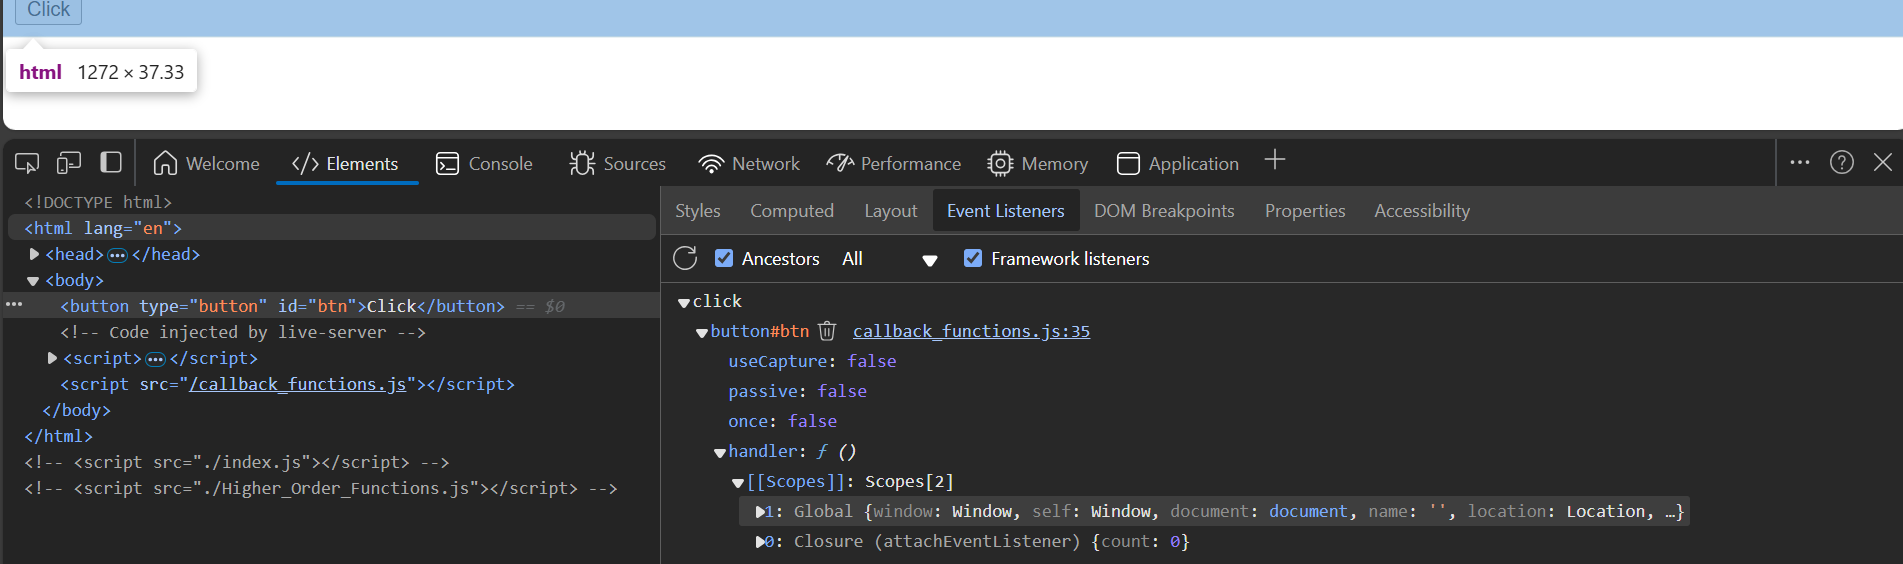 Click
html 1272 × 37.33
Welcome </> Elements Console Sources Network Performance Memory Application
<!DOCTYPE html>
<html lang="en">
<head>…</head>
<body>
<button type="button" id="btn">Click</button> == $0
<!-- Code injected by live-server -->
<script>…</script>
<script src="/callback_functions.js"></script>
</body>
</html>
<!-- <script src="./index.js"></script> -->
<!-- <script src="./Higher_Order_Functions.js"></script> -->
Styles Computed Layout Event Listeners DOM Breakpoints Properties Accessibility
Ancestors All Framework listeners
click
button#btn callback_functions.js:35
useCapture: false
passive: false
once: false
handler: ƒ ()
[[Scopes]]: Scopes[2]
1: Global {window: Window, self: Window, document: document, name: '', location: Location, …}
0: Closure (attachEventListener) {count: 0}